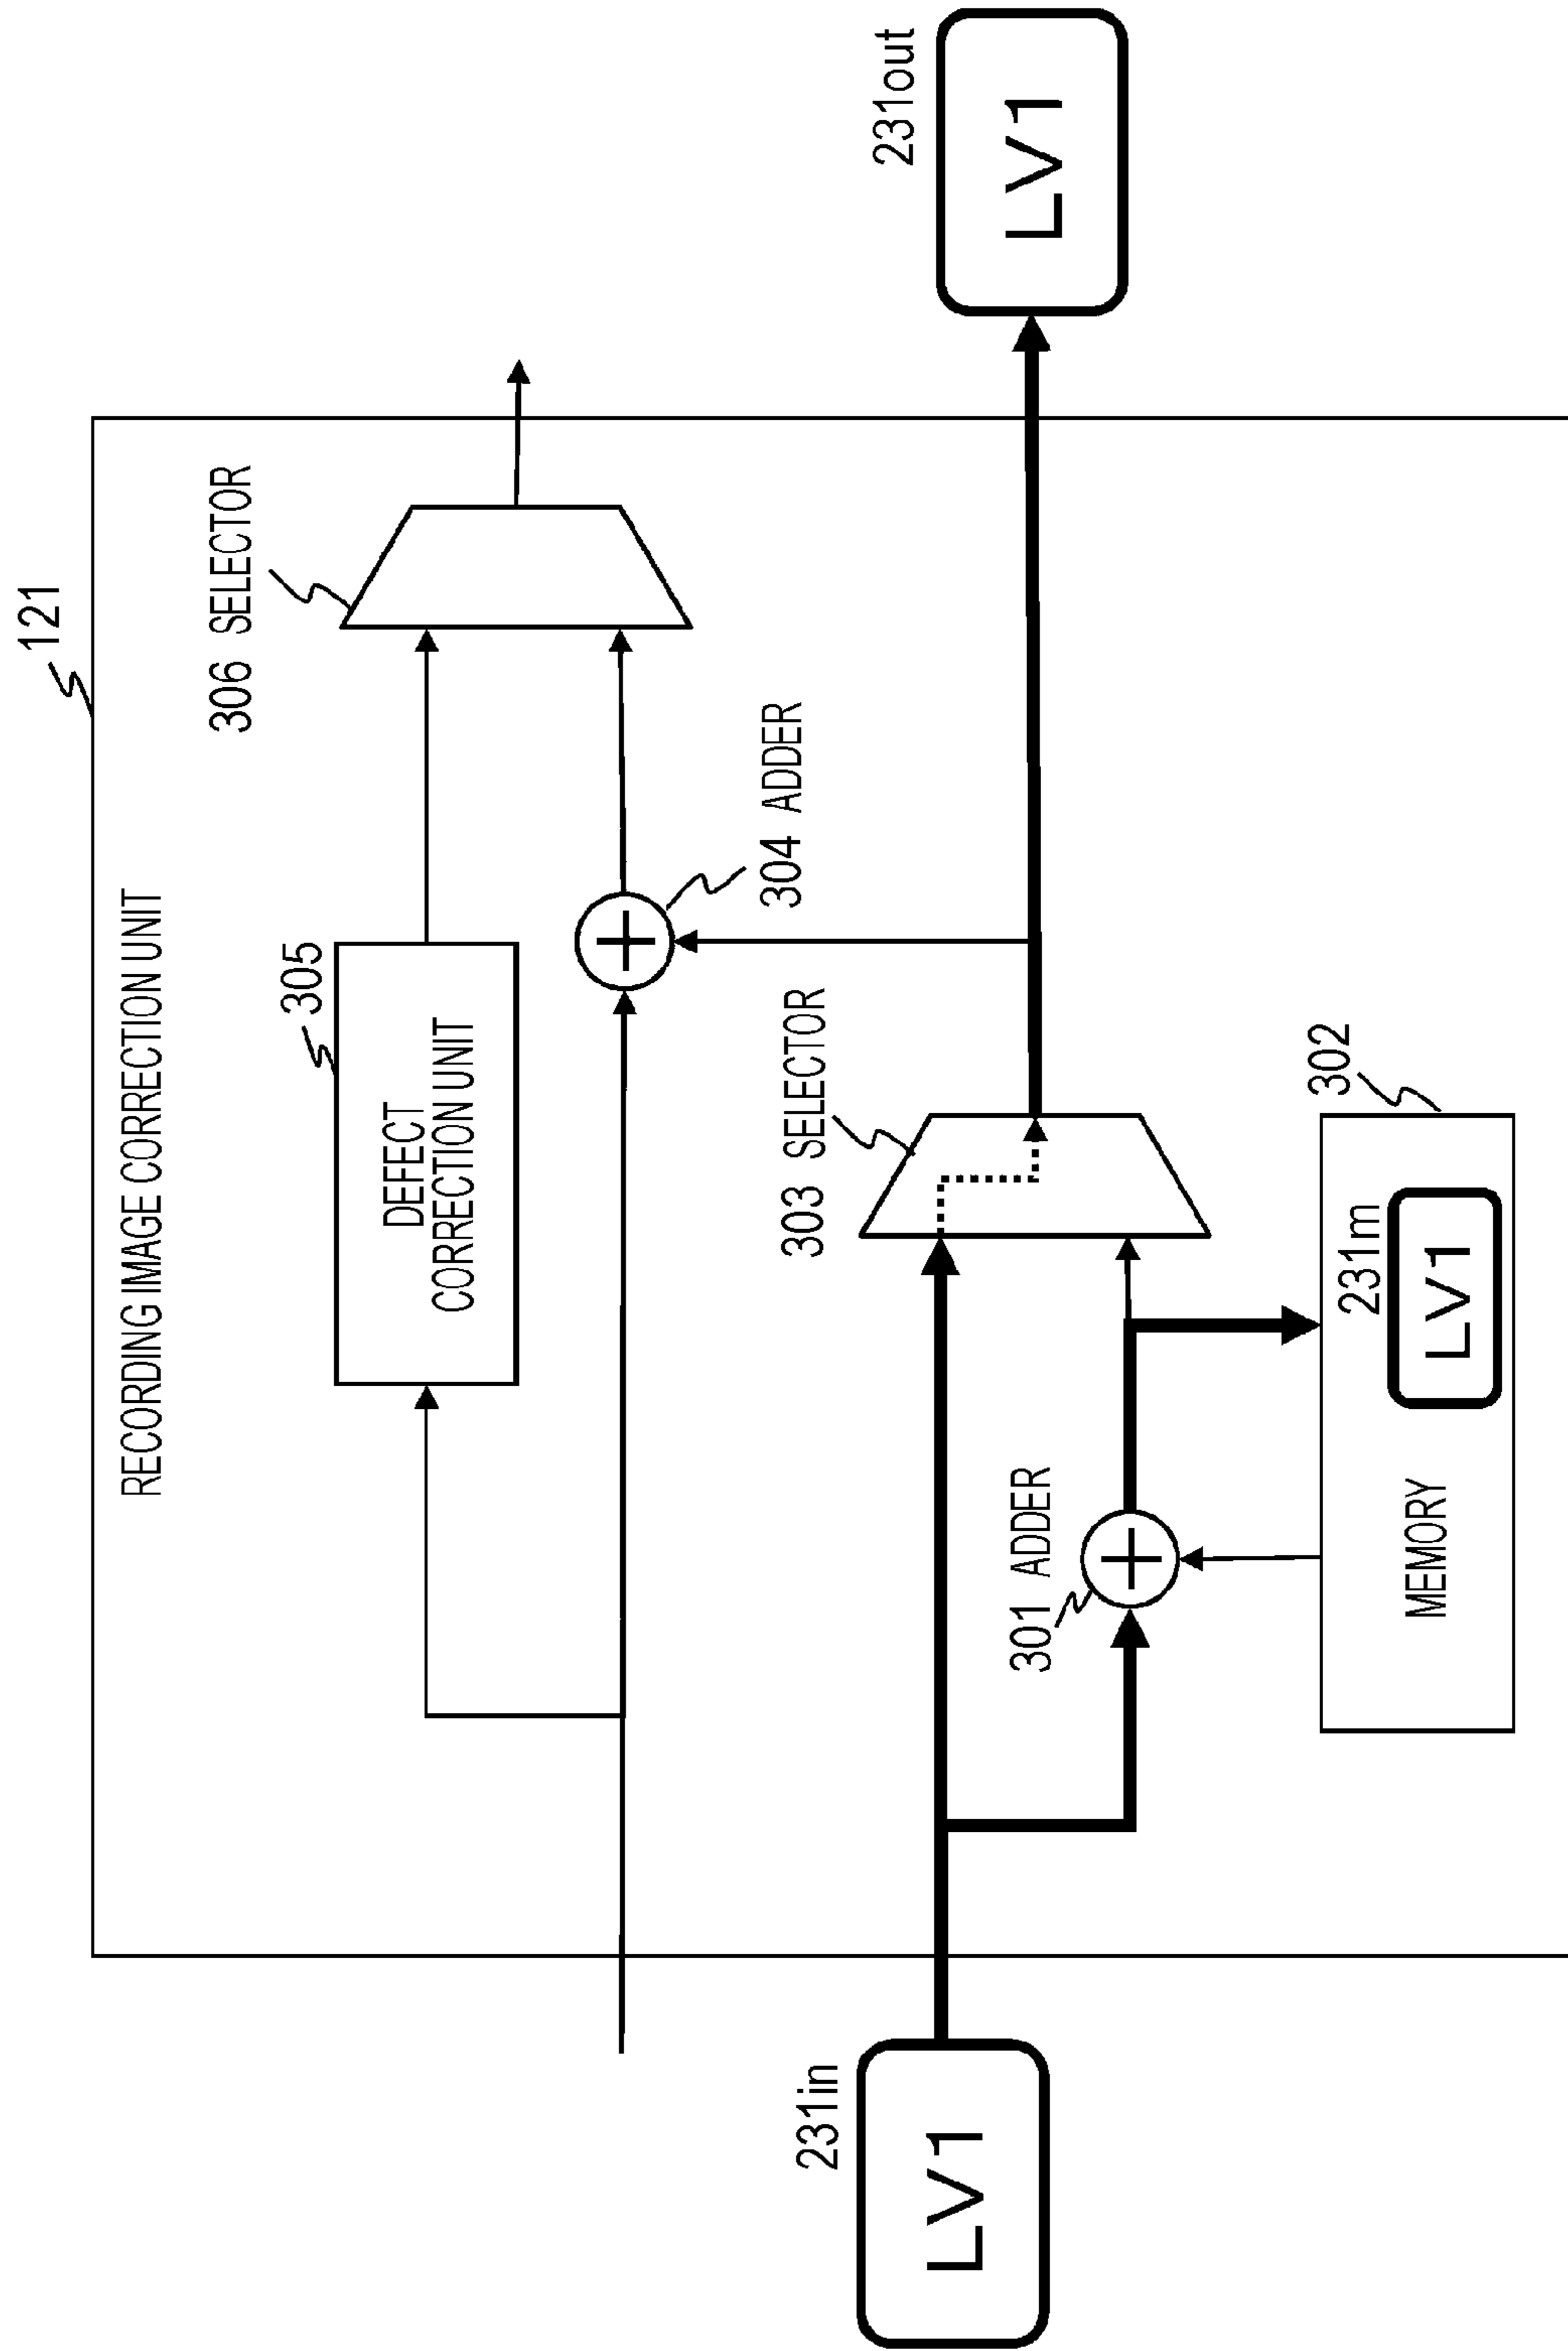 121
RECORDING IMAGE CORRECTION UNIT
306 SELECTOR
305
DEFECT
CORRECTION UNIT
304 ADDER
303 SELECTOR
231in
LV1
231out
LV1
301 ADDER
302
231m
LV1
MEMORY